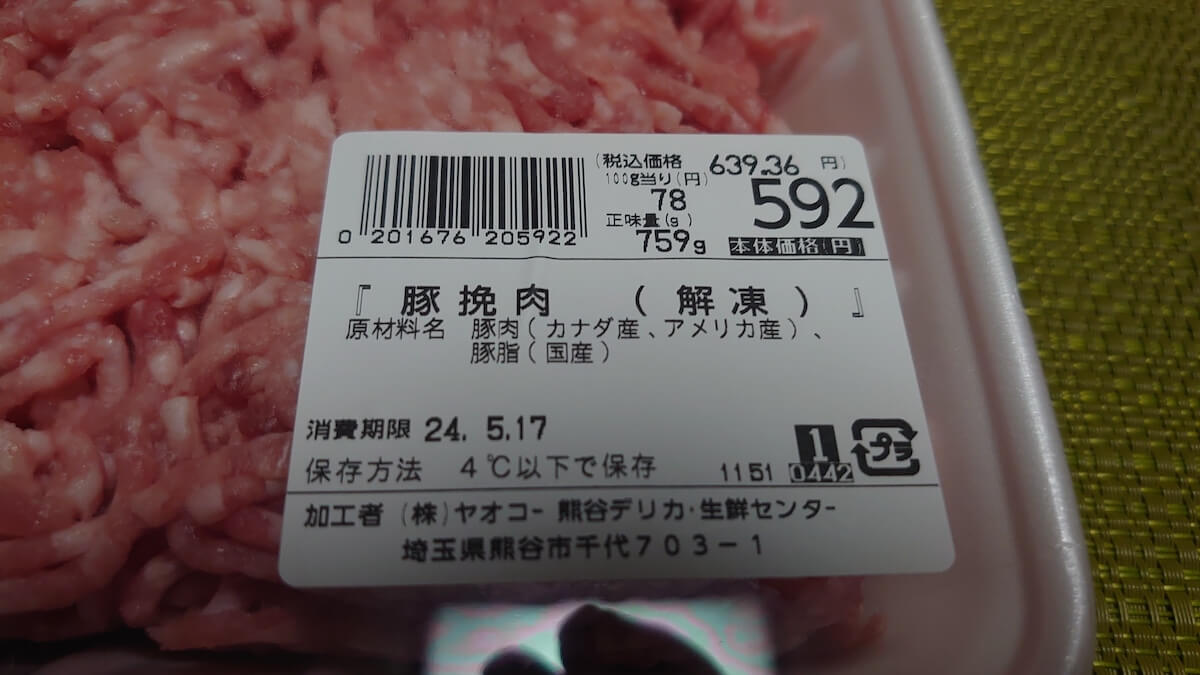 (税込価格 639.36 円)
100g当り(円)
78
592
正味量(g)
759g 本体価格(円)
0 201676 205922
『 豚挽肉 (解凍) 』
原材料名 豚肉(カナダ産、アメリカ産)、
豚脂(国産)
消費期限 24. 5.17
保存方法 4℃以下で保存
1151
1
0442
プラ
加工者 (株)ヤオコー 熊谷デリカ・生鮮センター
埼玉県熊谷市千代703-1